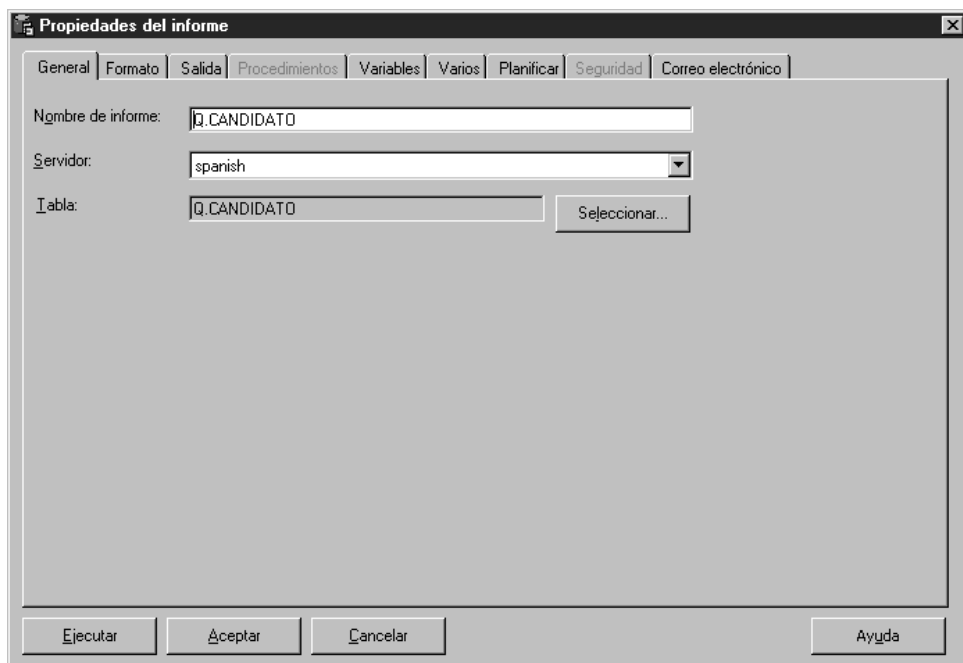 Propiedades del informe
General Formato Salida Procedimientos Variables Varios Planificar Seguridad Correo electrónico
Nombre de informe: Q.CANDIDATO
Servidor: spanish
Tabla: Q.CANDIDATO Seleccionar...
Ejecutar Aceptar Cancelar Ayuda